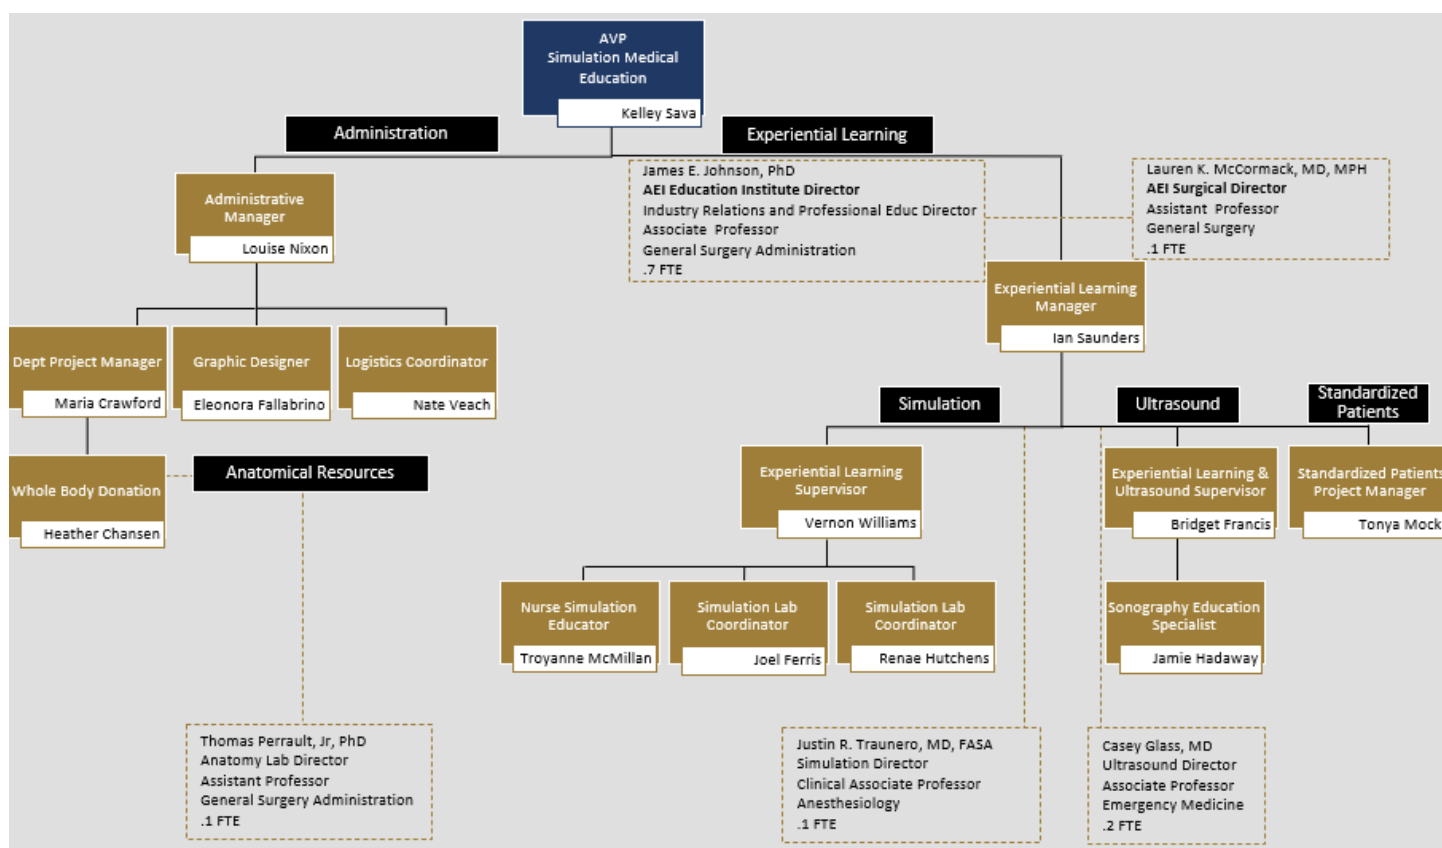 AVP
Simulation Medical
Education
Kelley Sava
Administration
Experiential Learning
James E. Johnson, PhD
AEI Education Institute Director
Industry Relations and Professional Educ Director
Associate Professor
General Surgery Administration
.7 FTE
Lauren K. McCormack, MD, MPH
AEI Surgical Director
Assistant Professor
General Surgery
.1 FTE
Administrative
Manager
Louise Nixon
Experiential Learning
Manager
Ian Saunders
Dept Project Manager
Maria Crawford
Graphic Designer
Eleonora Fallabrino
Logistics Coordinator
Nate Veach
Simulation
Ultrasound
Standardized
Patients
Whole Body Donation
Heather Chansen
Anatomical Resources
Experiential Learning
Supervisor
Vernon Williams
Experiential Learning &
Ultrasound Supervisor
Bridget Francis
Standardized Patients
Project Manager
Tonya Mock
Nurse Simulation
Educator
Troyanne McMillan
Simulation Lab
Coordinator
Joel Ferris
Simulation Lab
Coordinator
Renae Hutchens
Sonography Education
Specialist
Jamie Hadaway
Thomas Perrault, Jr, PhD
Anatomy Lab Director
Assistant Professor
General Surgery Administration
.1 FTE
Justin R. Traunero, MD, FASA
Simulation Director
Clinical Associate Professor
Anesthesiology
.1 FTE
Casey Glass, MD
Ultrasound Director
Associate Professor
Emergency Medicine
.2 FTE